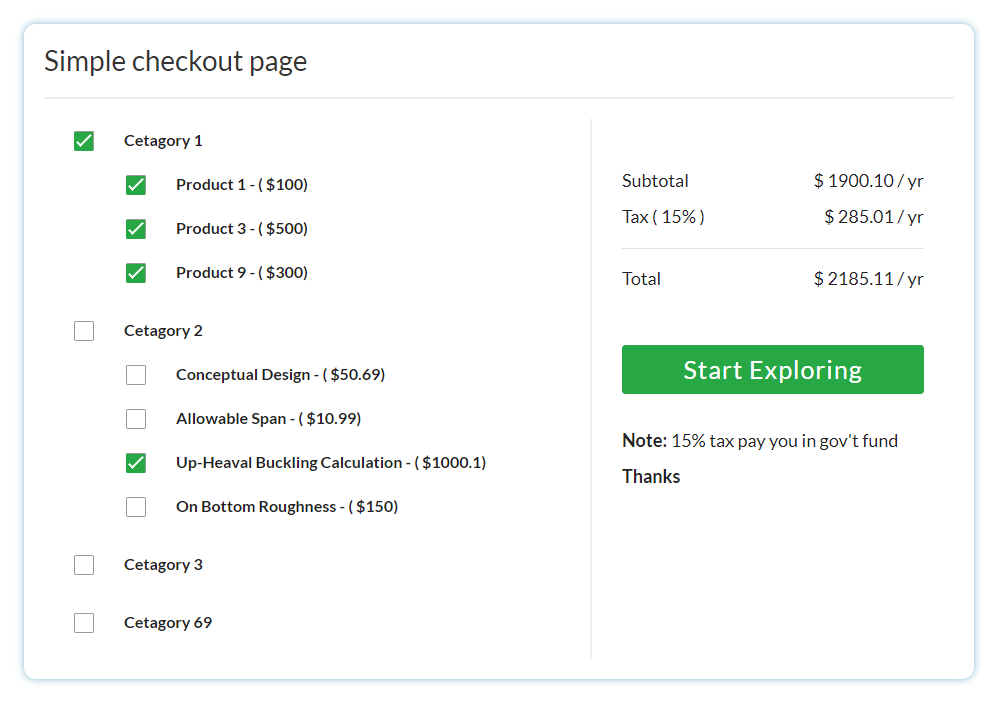 Simple checkout page
Cetagory 1
Product 1 - ( $100)
Product 3 - ( $500)
Product 9 - ( $300)
Cetagory 2
Conceptual Design - ( $50.69)
Allowable Span - ( $10.99)
Up-Heaval Buckling Calculation - ( $1000.1)
On Bottom Roughness - ( $150)
Cetagory 3
Cetagory 69
Subtotal $ 1900.10 / yr
Tax ( 15% ) $ 285.01 / yr
Total $ 2185.11 / yr
Start Exploring
Note: 15% tax pay you in gov't fund
Thanks